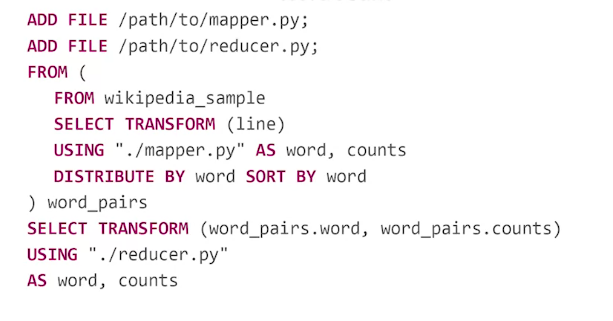 ADD FILE /path/to/mapper.py;
ADD FILE /path/to/reducer.py;
FROM (
FROM wikipedia_sample
SELECT TRANSFORM (line)
USING "./mapper.py" AS word, counts
DISTRIBUTE BY word SORT BY word
) word_pairs
SELECT TRANSFORM (word_pairs.word, word_pairs.counts)
USING "./reducer.py"
AS word, counts